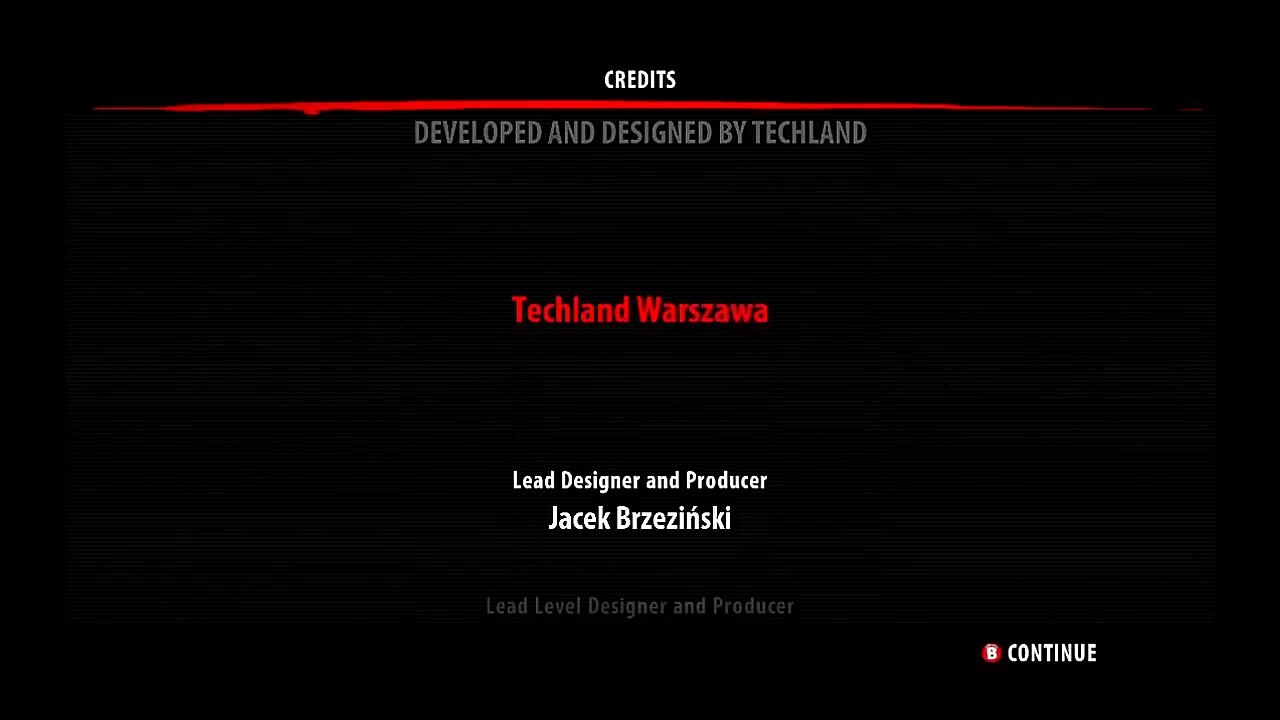 CREDITS
DEVELOPED AND DESIGNED BY TECHLAND
Techland Warszawa
Lead Designer and Producer
Jacek Brzeziński
Lead Level Designer and Producer
B CONTINUE